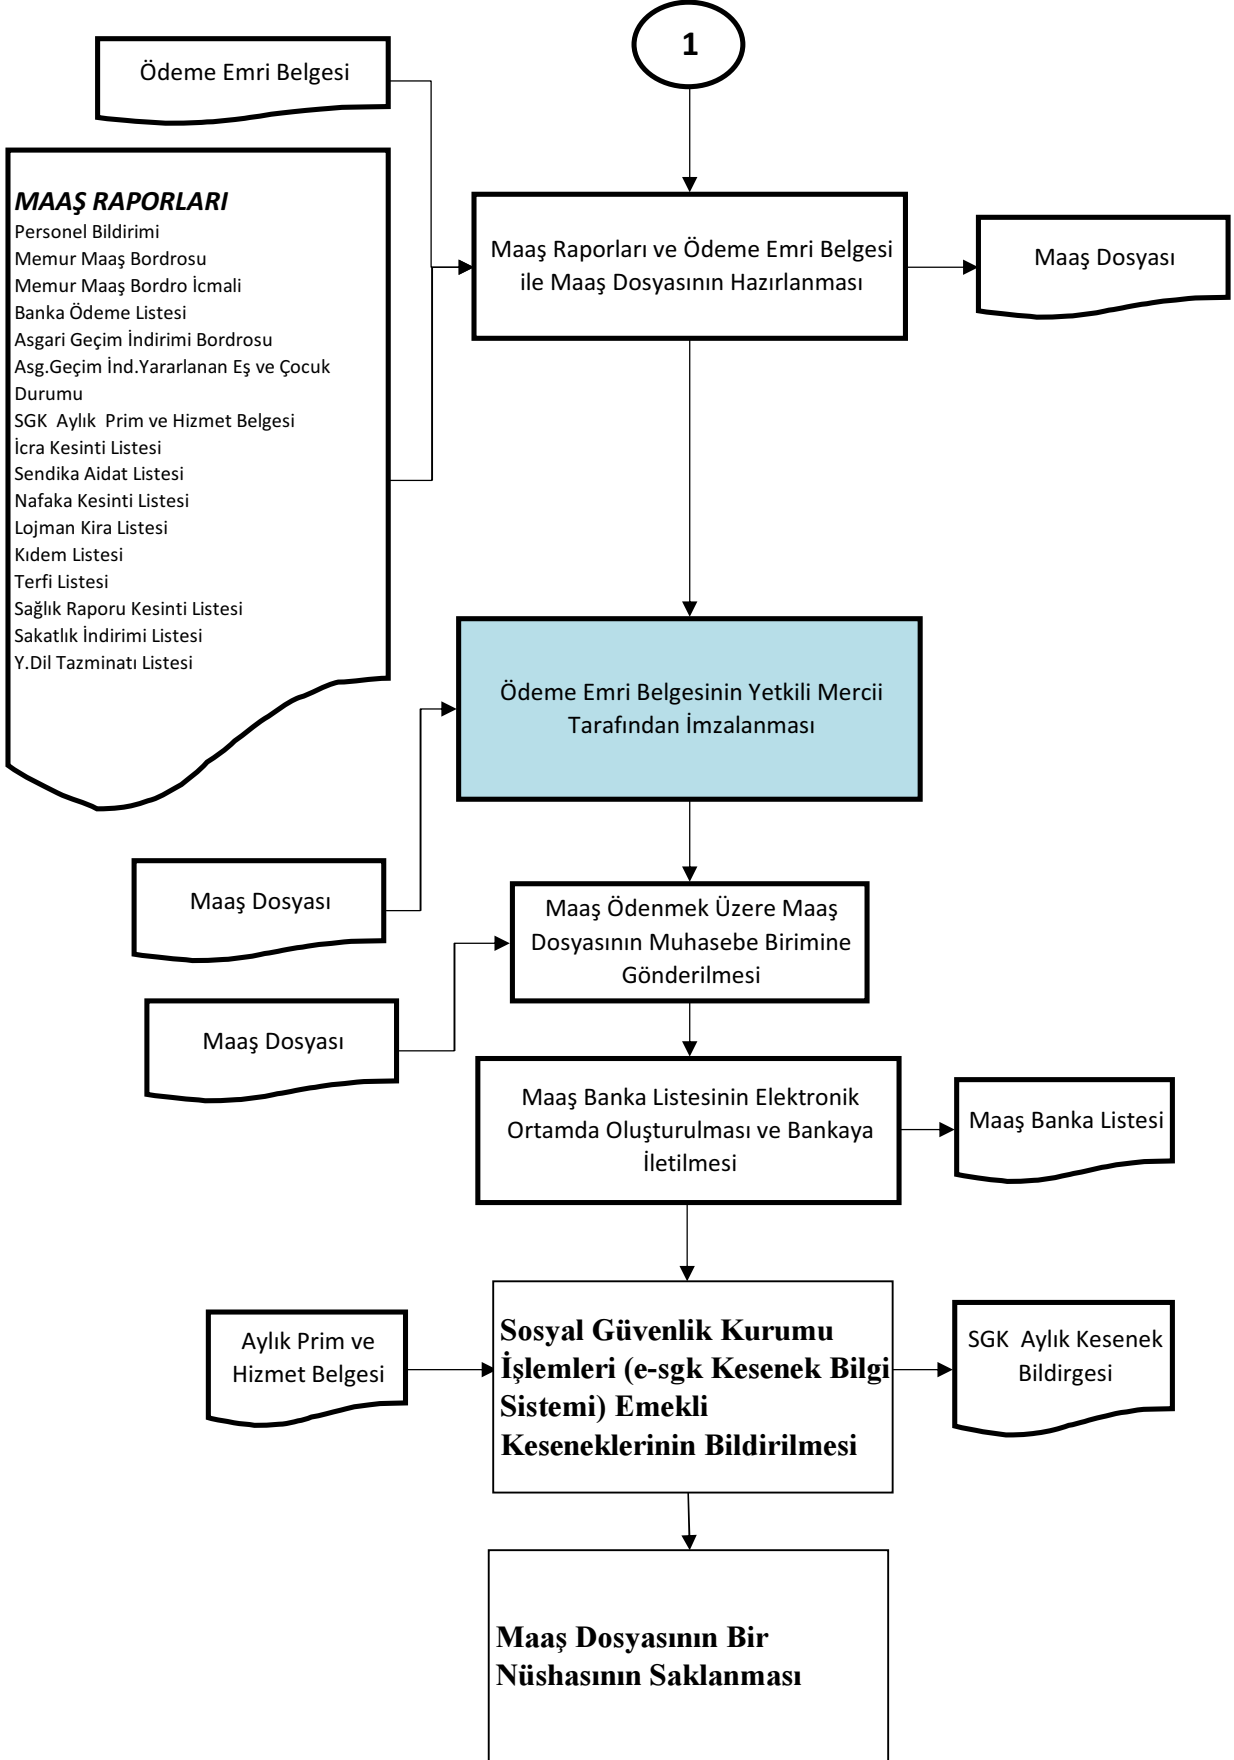 1
Ödeme Emri Belgesi
MAAŞ RAPORLARI
Personel Bildirimi
Memur Maaş Bordrosu
Memur Maaş Bordro İcmali
Banka Ödeme Listesi
Asgari Geçim İndirimi Bordrosu
Asg.Geçim İnd.Yararlanan Eş ve Çocuk
Durumu
SGK  Aylık  Prim ve Hizmet Belgesi
İcra Kesinti Listesi
Sendika Aidat Listesi
Nafaka Kesinti Listesi
Lojman Kira Listesi
Kıdem Listesi
Terfi Listesi
Sağlık Raporu Kesinti Listesi
Sakatlık İndirimi Listesi
Y.Dil Tazminatı Listesi
Maaş Raporları ve Ödeme Emri Belgesi
ile Maaş Dosyasının Hazırlanması
Maaş Dosyası
Ödeme Emri Belgesinin Yetkili Mercii
Tarafından İmzalanması
Maaş Dosyası
Maaş Ödenmek Üzere Maaş
Dosyasının Muhasebe Birimine
Gönderilmesi
Maaş Dosyası
Maaş Banka Listesinin Elektronik
Ortamda Oluşturulması ve Bankaya
İletilmesi
Maaş Banka Listesi
Aylık Prim ve
Hizmet Belgesi
Sosyal Güvenlik Kurumu
İşlemleri (e-sgk Kesenek Bilgi
Sistemi) Emekli
Keseneklerinin Bildirilmesi
SGK  Aylık Kesenek
Bildirgesi
Maaş Dosyasının Bir
Nüshasının Saklanması